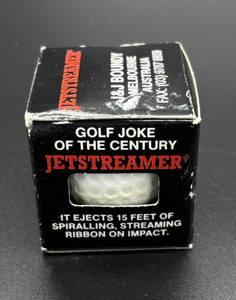 JETSTREAMER
N&J BOUNDY
MELBOURNE
AUSTRALIA
GOLF JOKE
OF THE CENTURY
JETSTREAMER®
IT EJECTS 15 FEET OF
SPIRALLING, STREAMING
RIBBON ON IMPACT.